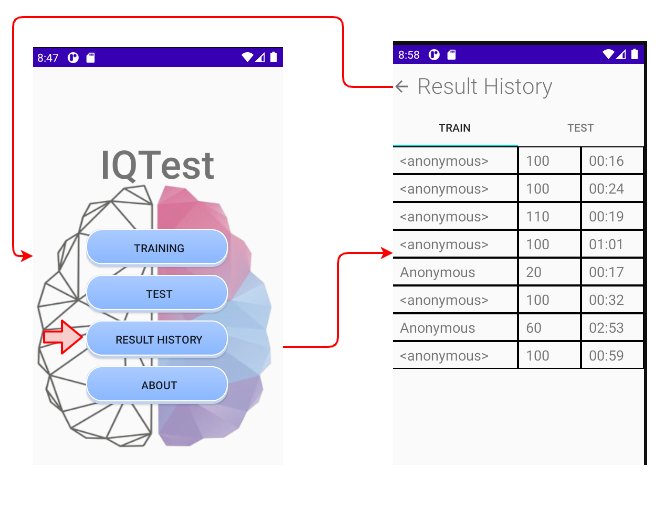 8:47
IQTest
TRAINING
TEST
RESULT HISTORY
ABOUT
8:58
Result History
TRAIN TEST
<anonymous> 100 00:16
<anonymous> 100 00:24
<anonymous> 110 00:19
<anonymous> 100 01:01
Anonymous 20 00:17
<anonymous> 100 00:32
Anonymous 60 02:53
<anonymous> 100 00:59